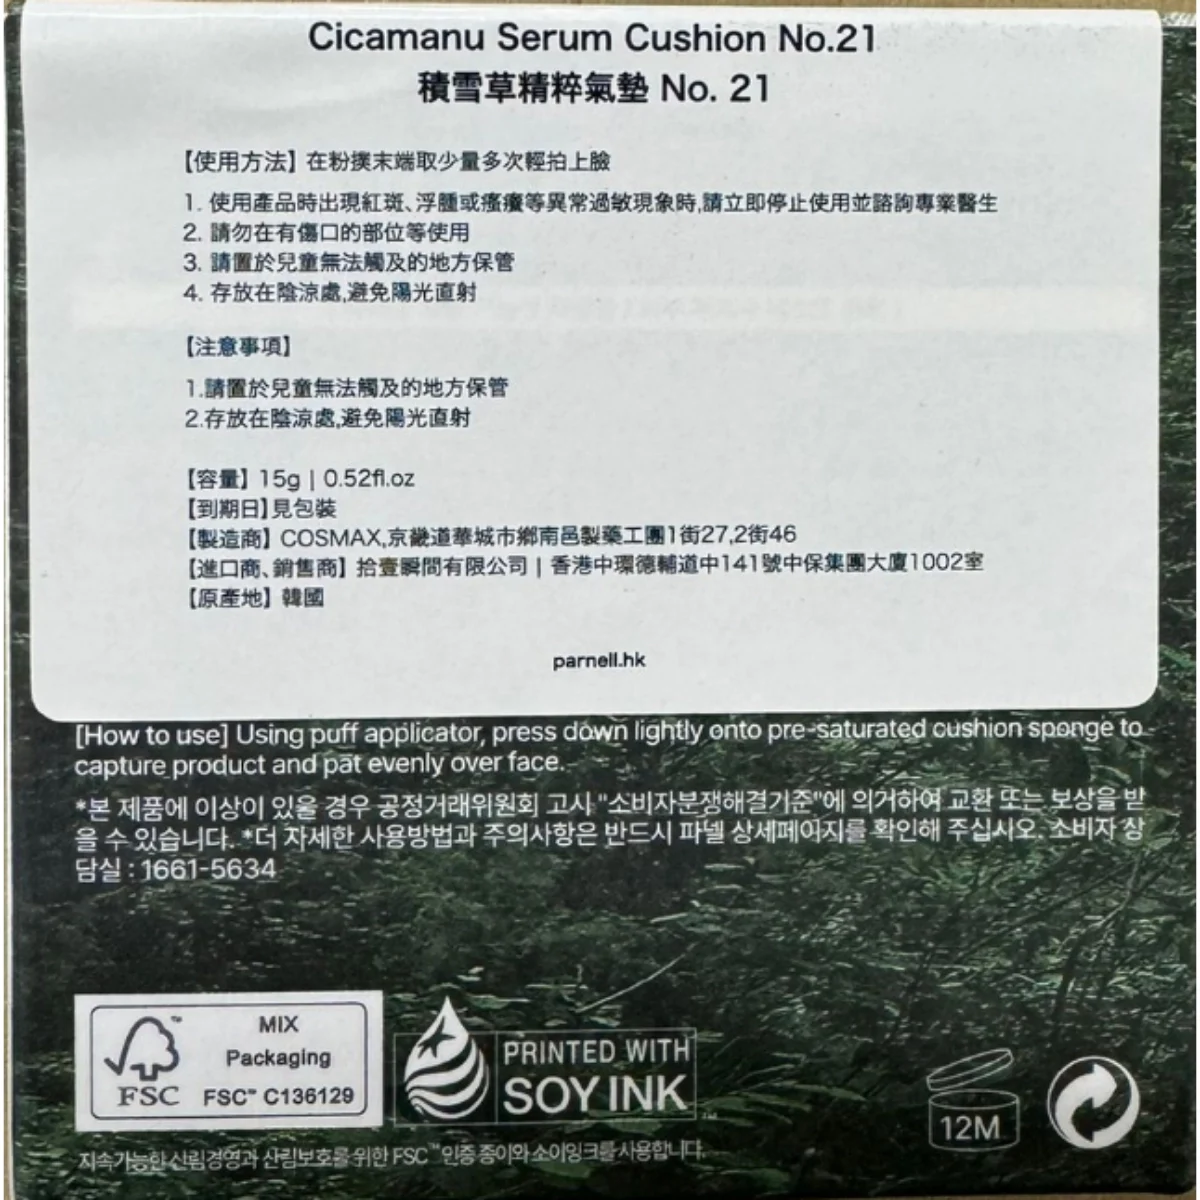 Cicamanu Serum Cushion No.21
積雪草精粹氣墊 No. 21
【使用方法】在粉撲末端取少量多次輕拍上臉
1. 使用產品時出現紅斑、浮腫或瘙癢等異常過敏現象時,請立即停止使用並諮詢專業醫生
2. 請勿在有傷口的部位等使用
3. 請置於兒童無法觸及的地方保管
4. 存放在陰涼處,避免陽光直射
【注意事項】
1.請置於兒童無法觸及的地方保管
2.存放在陰涼處,避免陽光直射
【容量】15g | 0.52fl.oz
【到期日】見包裝
【製造商】COSMAX,京畿道華城市鄉南邑製藥工團1街27,2街46
【進口商、銷售商】拾壹瞬間有限公司 | 香港中環德輔道中141號中保集團大廈1002室
【原產地】韓國
parnell.hk
[How to use] Using puff applicator, press down lightly onto pre-saturated cushion sponge to
capture product and pat evenly over face.
*본 제품에 이상이 있을 경우 공정거래위원회 고시 "소비자분쟁해결기준"에 의거하여 교환 또는 보상을 받
을 수 있습니다. *더 자세한 사용방법과 주의사항은 반드시 파넬 상세페이지를 확인해 주십시오. 소비자 상
담실 : 1661-5634
MIX
Packaging
FSC FSC™ C136129
PRINTED WITH
SOY INK
12M
지속가능한 산림경영과 산림보호를 위한 FSC™인증 종이와 소이잉크를 사용합니다.